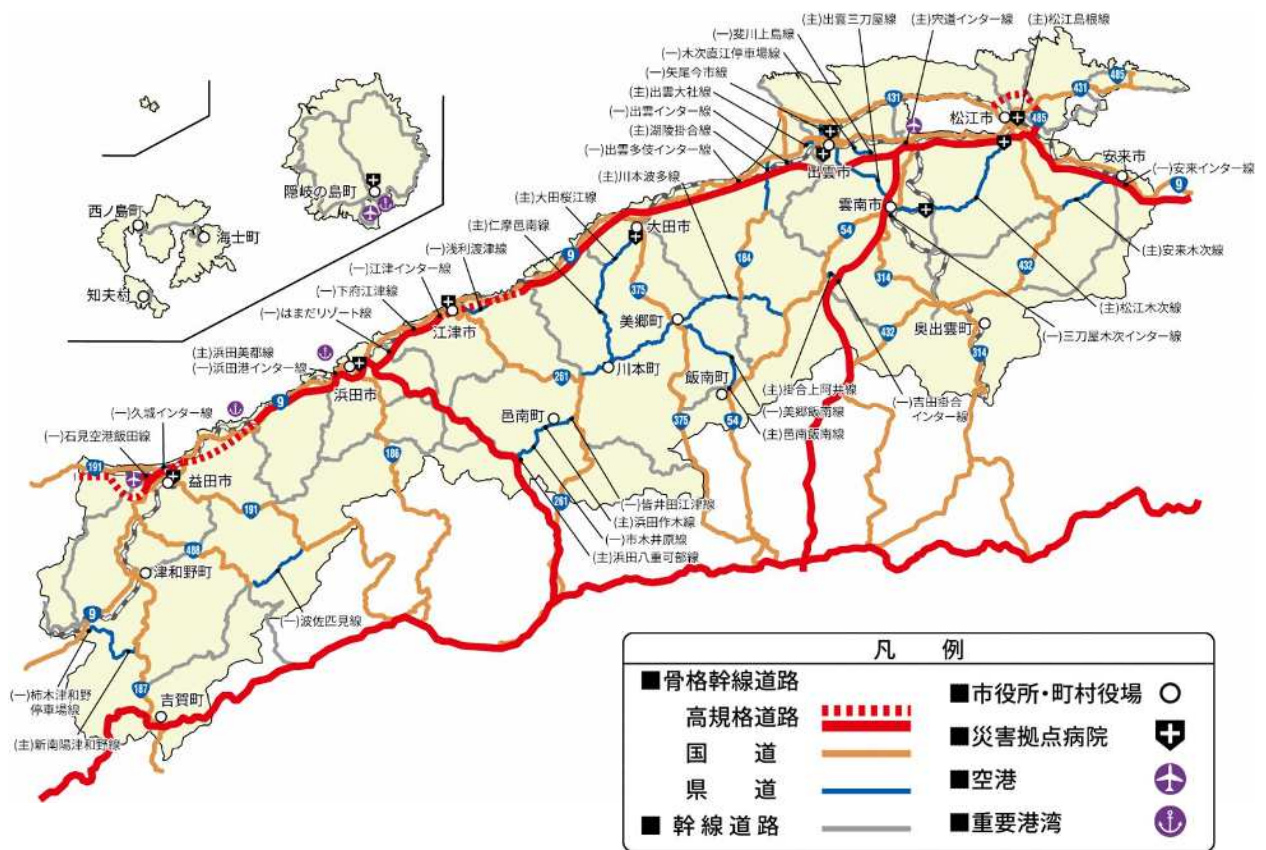 (主)出雲三刀屋線
(主)宍道インター線
(主)松江島根線
(一)斐川上島線
(一)木次直江停車場線
(一)矢尾今市線
(主)出雲大社線
(一)出雲インター線
(主)湖陵掛合線
(一)出雲多伎インター線
(主)川本波多線
(主)大田桜江線
(主)仁摩邑南線
(一)浅利渡津線
(一)江津インター線
(一)下府江津線
(一)はまだリゾート線
(主)浜田美都線
(一)浜田港インター線
(一)久城インター線
(一)石見空港飯田線
隠岐の島町
西ノ島町
海士町
知夫村
松江市
安来市
(一)安来インター線
出雲市
雲南市
大田市
(主)安来木次線
(主)松江木次線
(一)三刀屋木次インター線
奥出雲町
美郷町
江津市
川本町
飯南町
浜田市
邑南町
益田市
津和野町
吉賀町
(主)掛合上阿井線
(一)吉田掛合
インター線
(一)美郷飯南線
(主)邑南飯南線
(一)皆井田江津線
(主)浜田作木線
(一)市木井原線
(主)浜田八重可部線
(一)波佐匹見線
(一)柿木津和野
停車場線
(主)新南陽津和野線
431
485
431
485
9
54
184
314
432
432
314
9
375
261
375
54
9
186
261
191
191
488
9
187
凡 例
■骨格幹線道路
高規格道路
国 道
県 道
■ 幹線道路
■市役所・町村役場
■災害拠点病院
■空港
■重要港湾